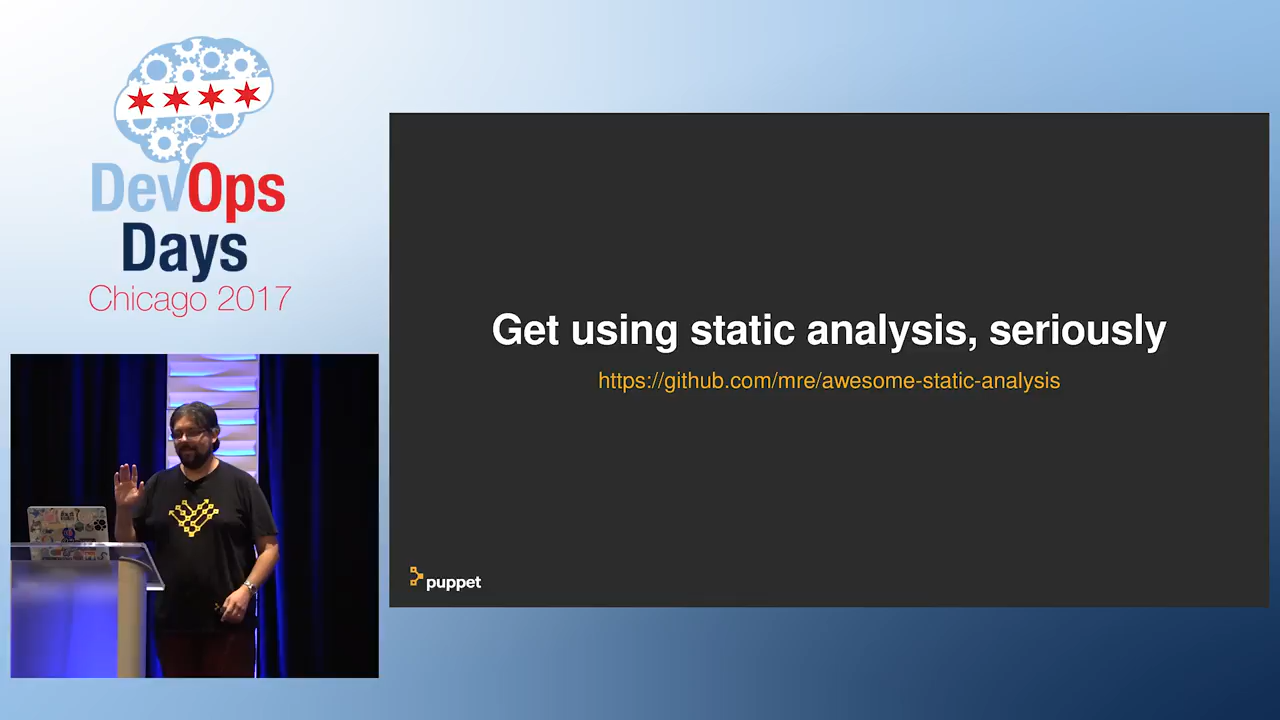 DevOps
Days
Chicago 2017
Get using static analysis, seriously
https://github.com/mre/awesome-static-analysis
puppet